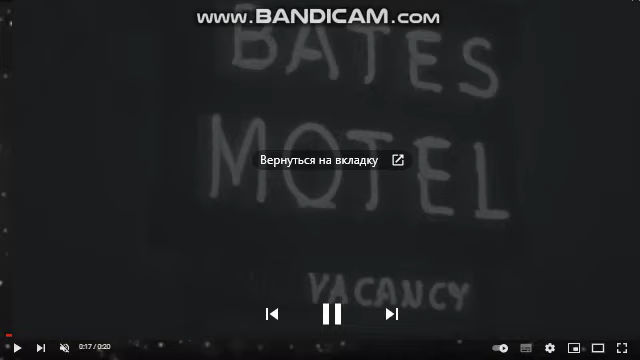 WWW.BANDICAM.COM
BATES
MOTEL
Вернуться на вкладку
VACANCY
0:17 / 0:20